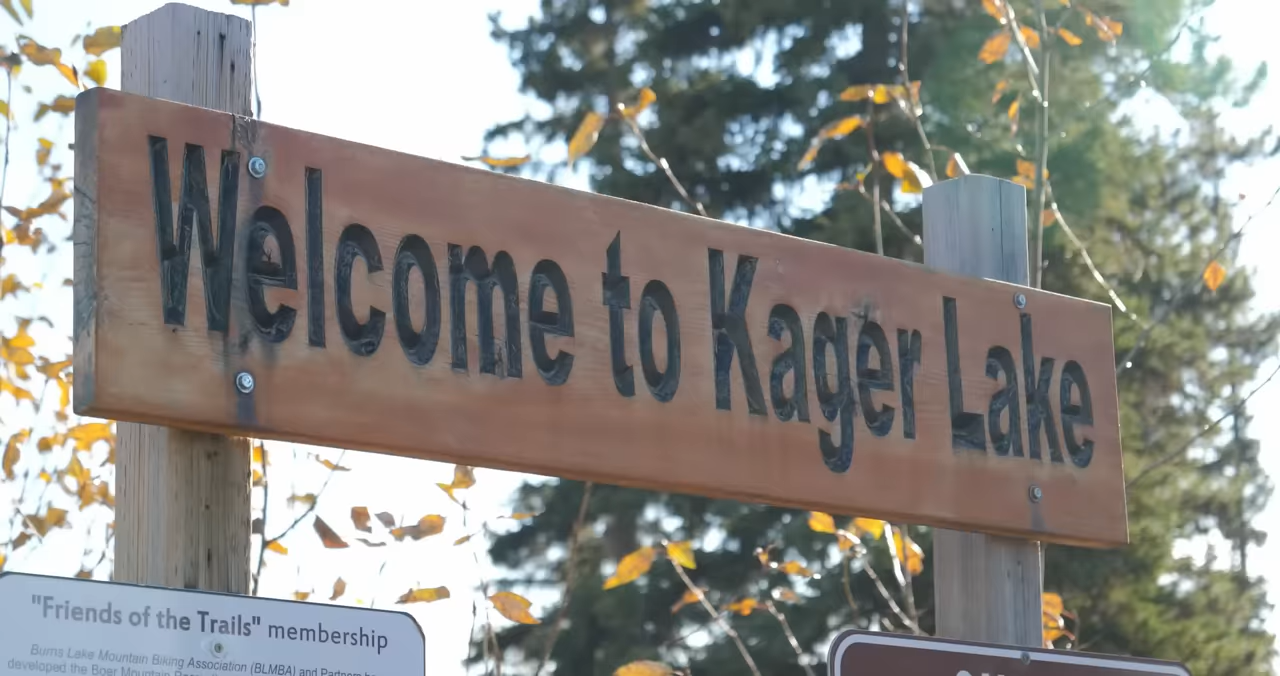 Welcome to Kager Lake
"Friends of the Trails" membership
Burns Lake Mountain Biking Association (BLMBA) and Partners
developed the Boer Mountain